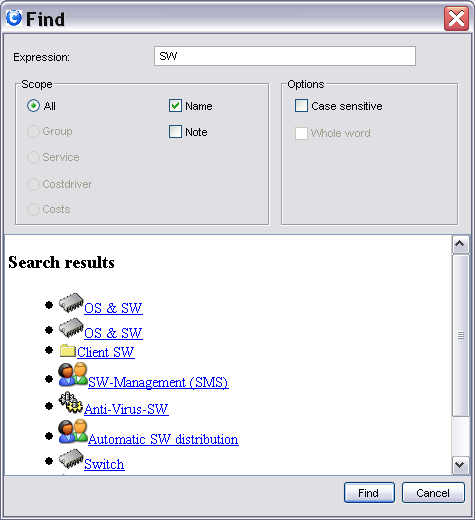 Find
Expression: SW
Scope
Options
All
Name
Case sensitive
Group
Note
Whole word
Service
Costdriver
Costs
Search results
OS & SW
OS & SW
Client SW
SW-Management (SMS)
Anti-Virus-SW
Automatic SW distribution
Switch
Find Cancel